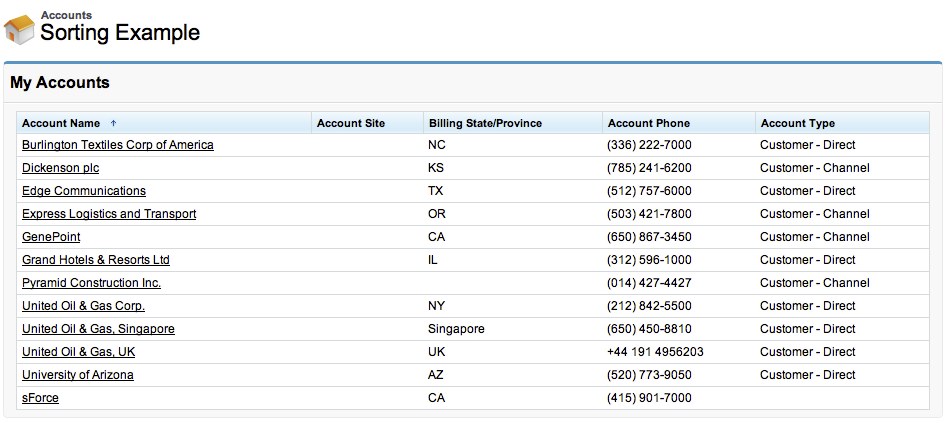 Accounts
Sorting Example
My Accounts
Account Name ↑ Account Site Billing State/Province Account Phone Account Type
Burlington Textiles Corp of America NC (336) 222-7000 Customer - Direct
Dickenson plc KS (785) 241-6200 Customer - Channel
Edge Communications TX (512) 757-6000 Customer - Direct
Express Logistics and Transport OR (503) 421-7800 Customer - Channel
GenePoint CA (650) 867-3450 Customer - Channel
Grand Hotels & Resorts Ltd IL (312) 596-1000 Customer - Direct
Pyramid Construction Inc. (014) 427-4427 Customer - Channel
United Oil & Gas Corp. NY (212) 842-5500 Customer - Direct
United Oil & Gas, Singapore Singapore (650) 450-8810 Customer - Direct
United Oil & Gas, UK UK +44 191 4956203 Customer - Direct
University of Arizona AZ (520) 773-9050 Customer - Direct
sForce CA (415) 901-7000